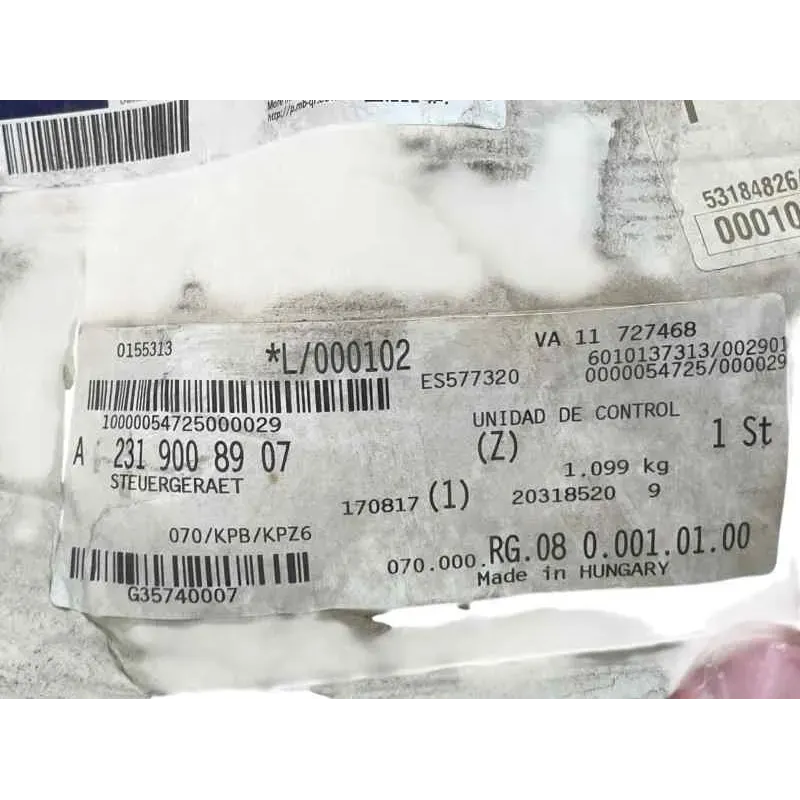 53184826
00010
0155313
*L/000102
VA 11 727468
6010137313/002901
ES577320
0000054725/000029
10000054725000029
UNIDAD DE CONTROL
A 231 900 89 07
(Z)
1 St
STEUERGERAET
1.099 kg
170817 (1)
20318520 9
070/KPB/KPZ6
070.000.RG.08 0.001.01.00
Made in HUNGARY
G35740007